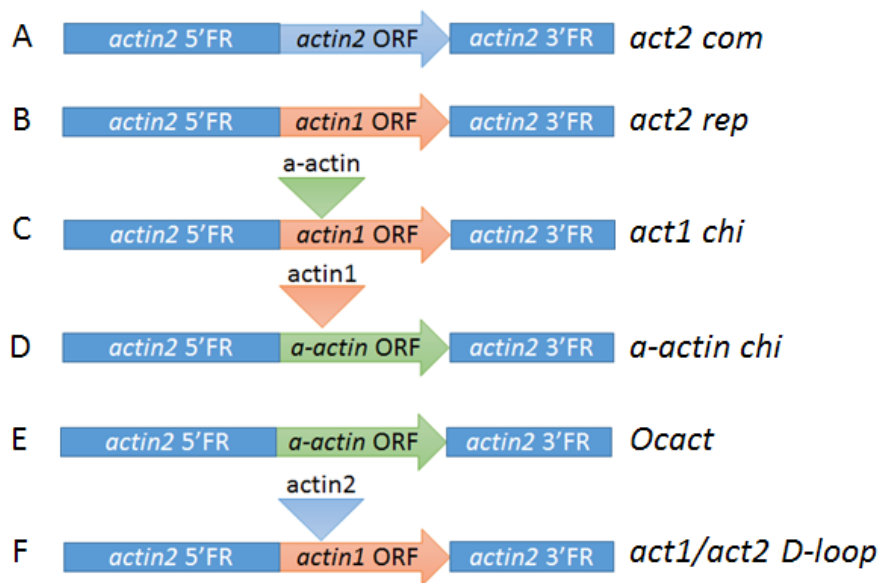 A actin2 5'FR actin2 ORF actin2 3'FR act2 com
B actin2 5'FR actin1 ORF actin2 3'FR act2 rep
a-actin
C actin2 5'FR actin1 ORF actin2 3'FR act1 chi
actin1
D actin2 5'FR a-actin ORF actin2 3'FR a-actin chi
E actin2 5'FR a-actin ORF actin2 3'FR Ocact
actin2
F actin2 5'FR actin1 ORF actin2 3'FR act1/act2 D-loop